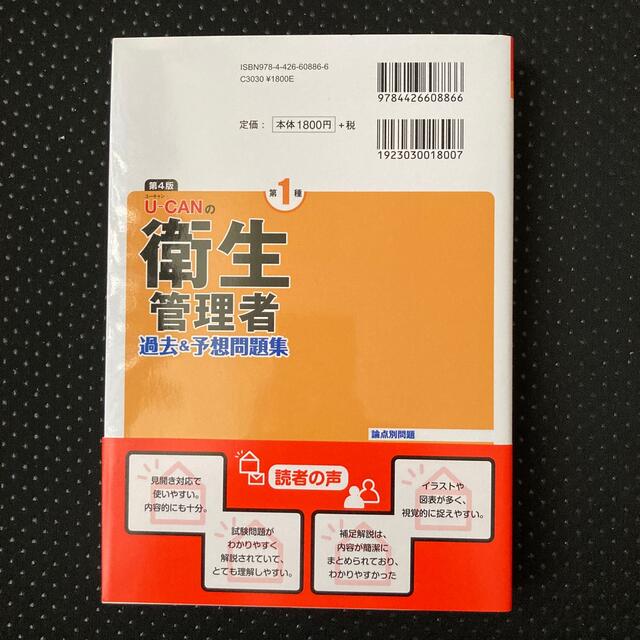 ISBN978-4-426-60886-6
C3030 ¥1800E
9784426608866
定価： 本体1800円 +税
1923030018007
第4版
第1種
ユーキャン
U-CANの
衛生
管理者
過去&予想問題集
論点別問題
読者の声
見開き対応で
使いやすい。
内容的にも十分。
試験問題が
わかりやすく
解説されていて、
とても理解しやすい。
補足解説は、
内容が簡潔に
まとめられており、
わかりやすかった
イラストや
図表が多く、
視覚的に捉えやすい。